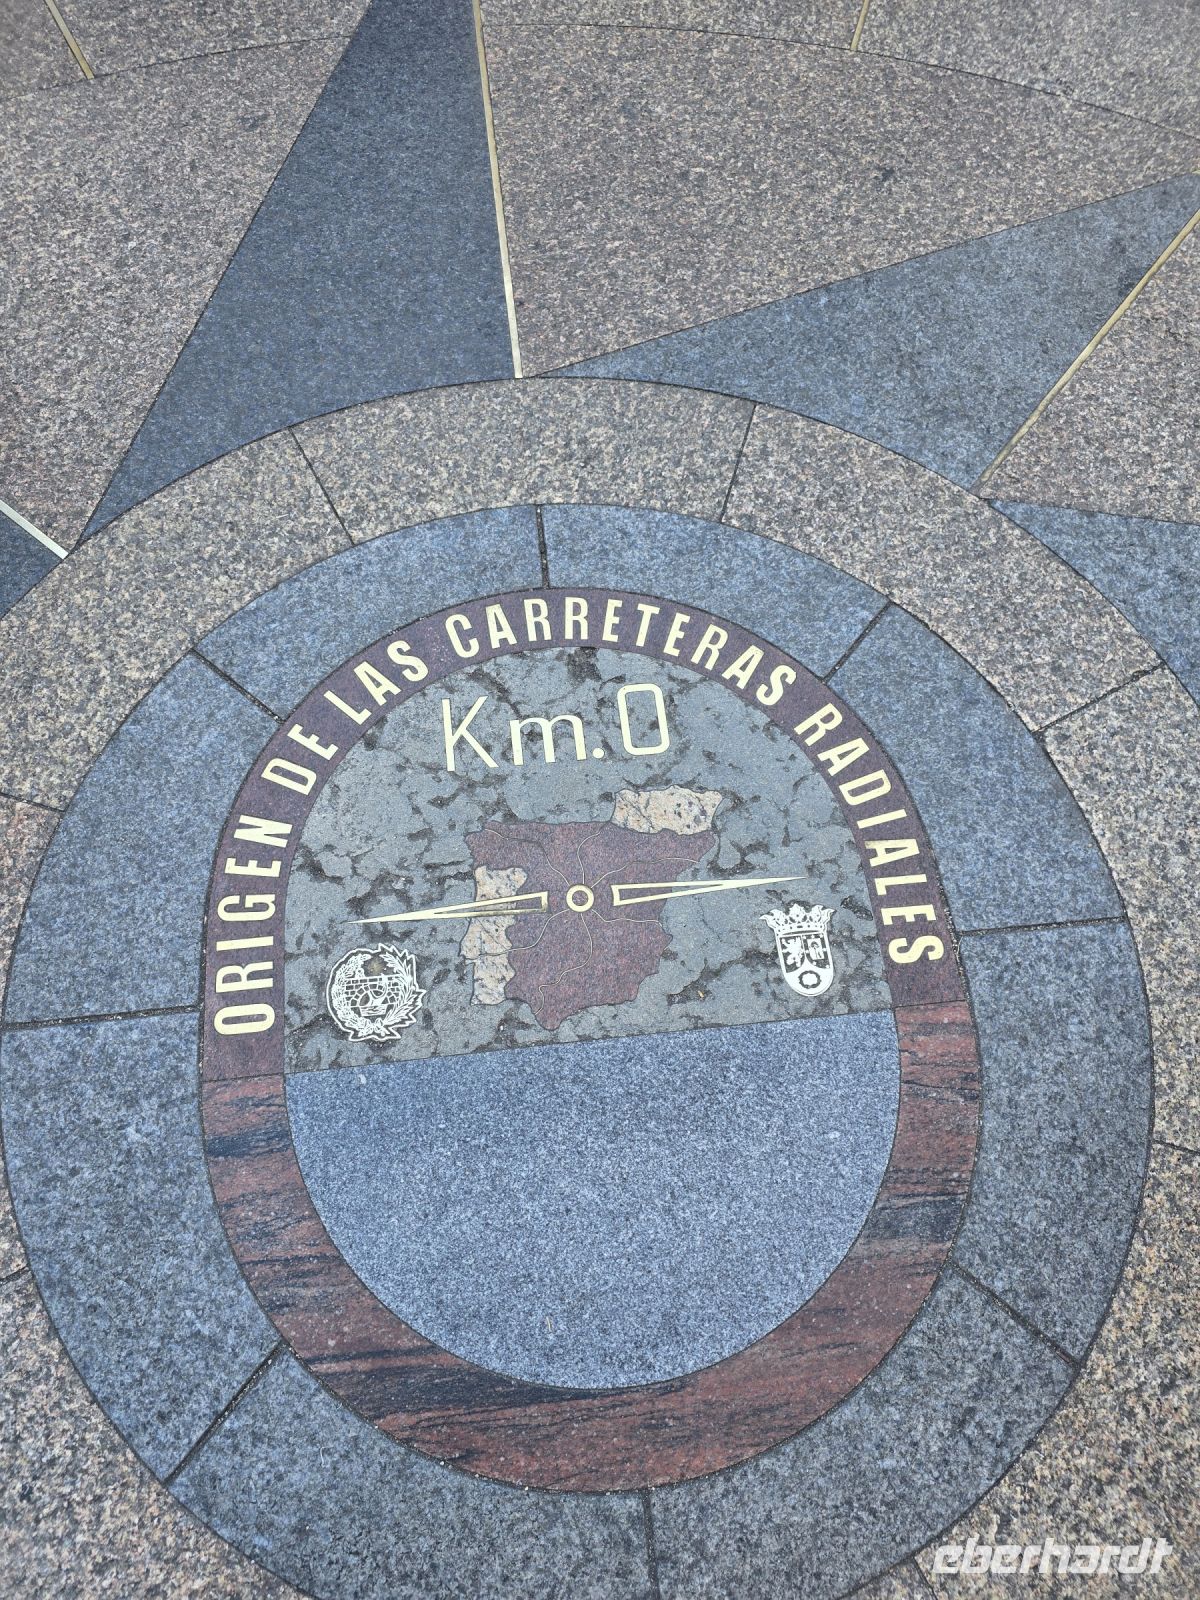 ORIGEN DE LAS CARRETERAS RADIALES
Km.0
eberhardt